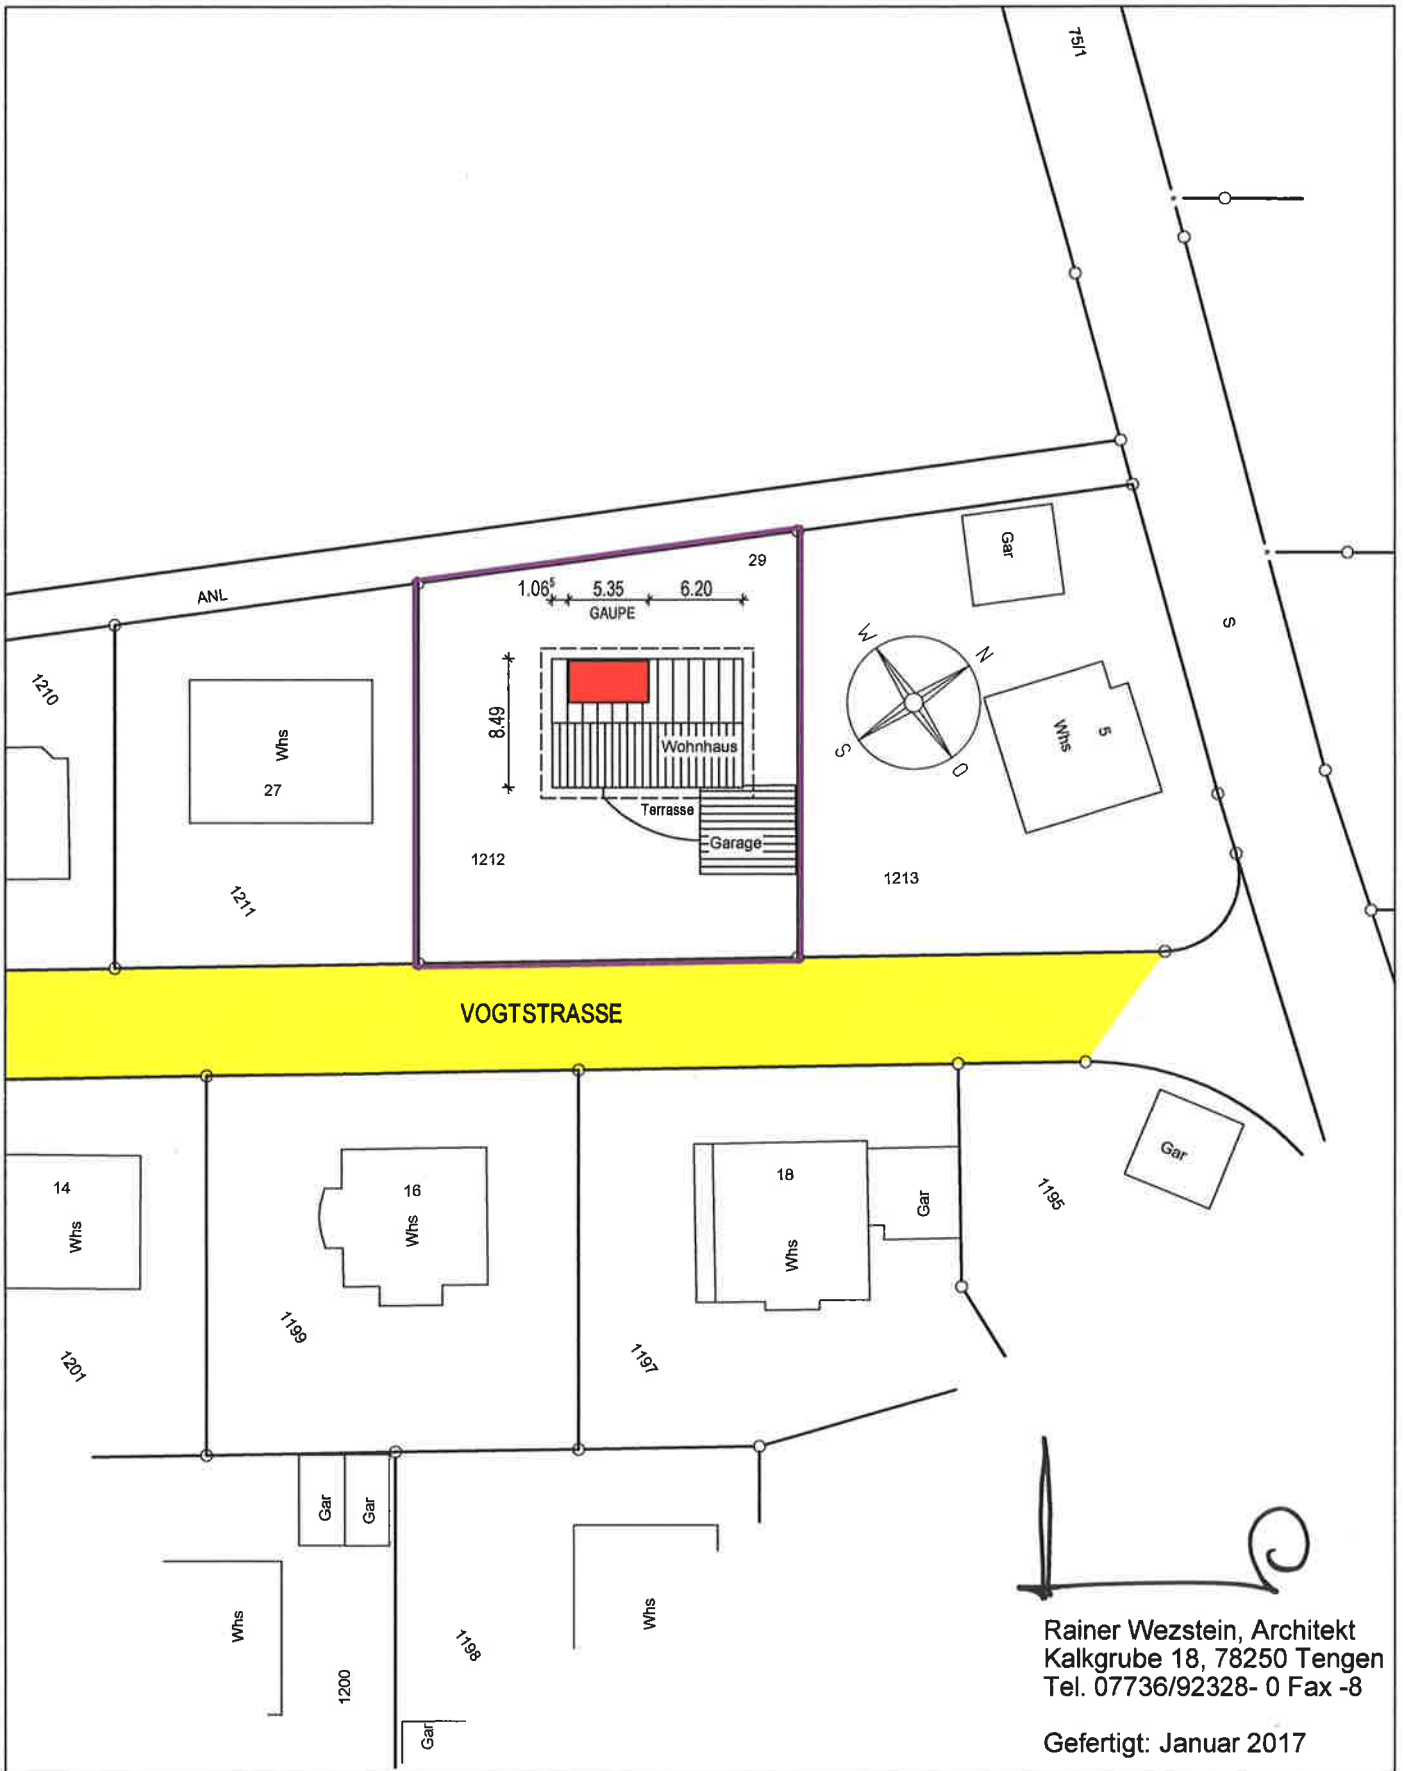 75/1
ANL
29
1.06⁵ 5.35 6.20
GAUPE
Gar
S
1210
Whs
27
8.49
Wohnhaus
Terrasse
Garage
1212
1211
W
N
S
O
Whs
5
1213
VOGTSTRASSE
14
Whs
16
Whs
18
Whs
Gar
Gar
1195
1201
1199
1197
Gar
Gar
Whs
1200
1198
Whs
Gar
Rainer Wezstein, Architekt
Kalkgrube 18, 78250 Tengen
Tel. 07736/92328- 0 Fax -8
Gefertigt: Januar 2017